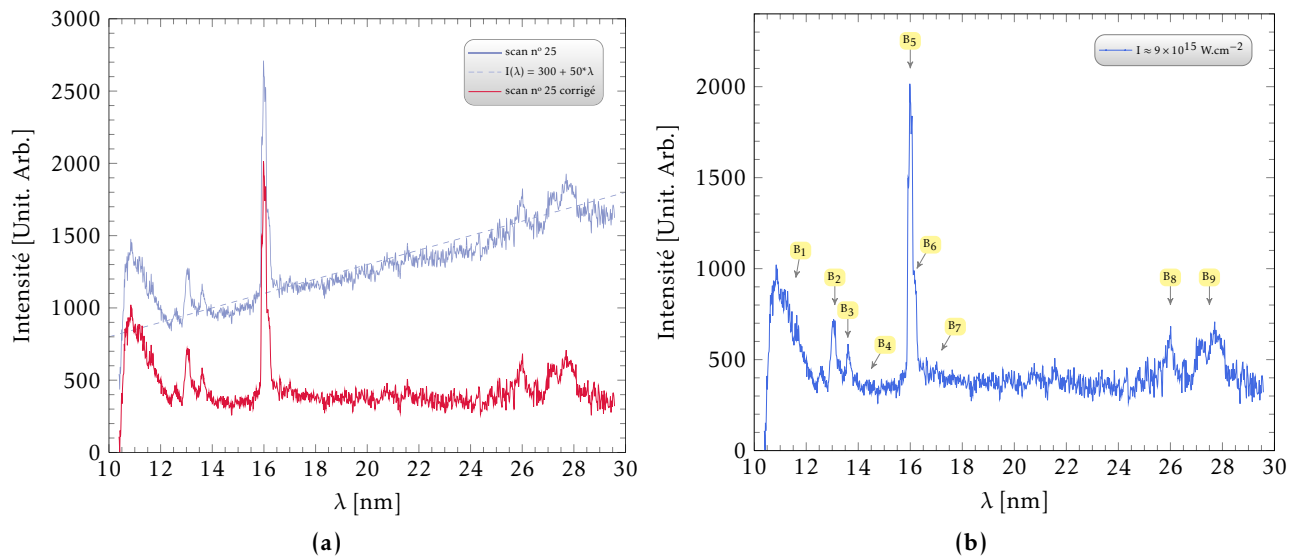 3000
2500
2000
1500
1000
500
0
10 12 14 16 18 20 22 24 26 28 30
Intensité [Unit. Arb.]
λ [nm]
scan nº 25
I(λ) = 300 + 50*λ
scan nº 25 corrigé
(a)
2000
1500
1000
500
0
10 12 14 16 18 20 22 24 26 28 30
Intensité [Unit. Arb.]
λ [nm]
I ≈ 9×10¹⁵ W.cm⁻²
B₅
B₁
B₆
B₂
B₈
B₉
B₃
B₇
B₄
(b)